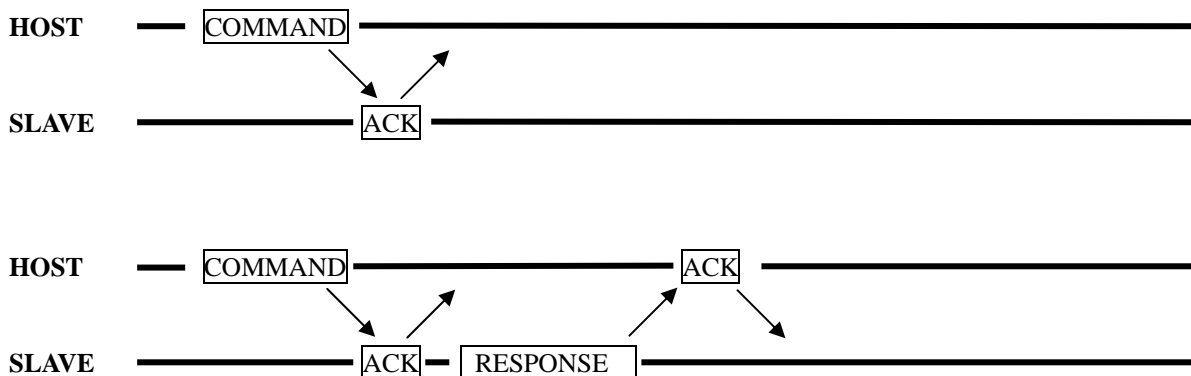 HOST COMMAND
SLAVE ACK
HOST COMMAND ACK
SLAVE ACK RESPONSE